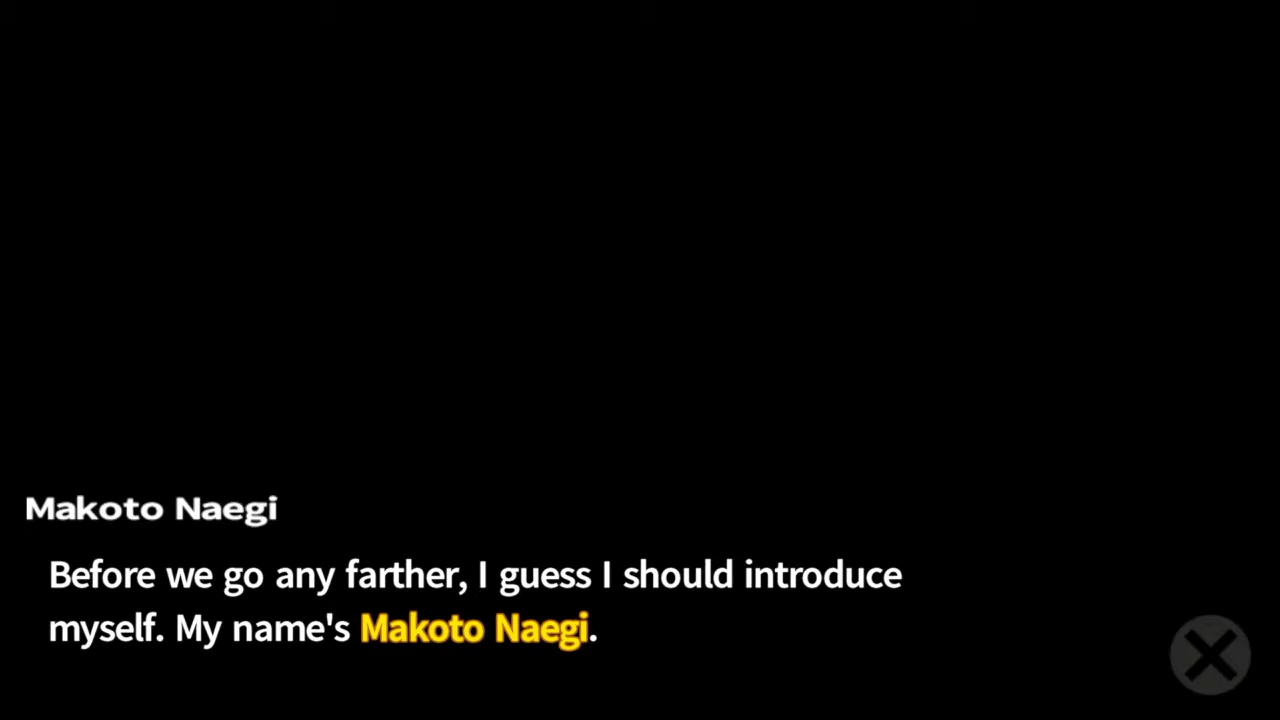 Makoto Naegi
Before we go any farther, I guess I should introduce
myself. My name's Makoto Naegi.